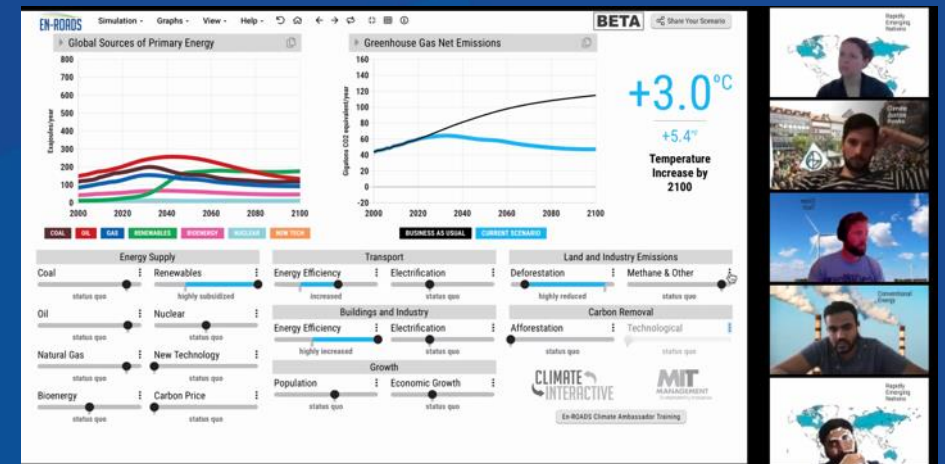 EN-ROADS
Simulation - Graphs - View - Help -
BETA
Share Your Scenario
Global Sources of Primary Energy
Greenhouse Gas Net Emissions
Exajoules/year
800
700
600
500
400
300
200
100
0
2000 2020 2040 2060 2080 2100
COAL OIL GAS RENEWABLES BIOENERGY NUCLEAR NEW TECH
Gigatons CO2 equivalent/year
160
140
120
100
80
60
40
20
0
-20
2000 2020 2040 2060 2080 2100
BUSINESS AS USUAL CURRENT SCENARIO
+3.0°C
+5.4°F
Temperature
Increase by
2100
Energy Supply
Coal
status quo
Renewables
highly subsidized
Oil
status quo
Nuclear
status quo
Natural Gas
status quo
New Technology
status quo
Bioenergy
status quo
Carbon Price
status quo
Transport
Energy Efficiency
increased
Electrification
status quo
Buildings and Industry
Energy Efficiency
highly increased
Electrification
status quo
Growth
Population
status quo
Economic Growth
status quo
Land and Industry Emissions
Deforestation
highly reduced
Methane & Other
status quo
Carbon Removal
Afforestation
status quo
Technological
status quo
CLIMATE
INTERACTIVE
MIT
MANAGEMENT
En-ROADS Climate Ambassador Training
Rapidly
Emerging
Nations
Climate
Justice
Hawks
Conventional
Energy
Rapidly
Emerging
Nations